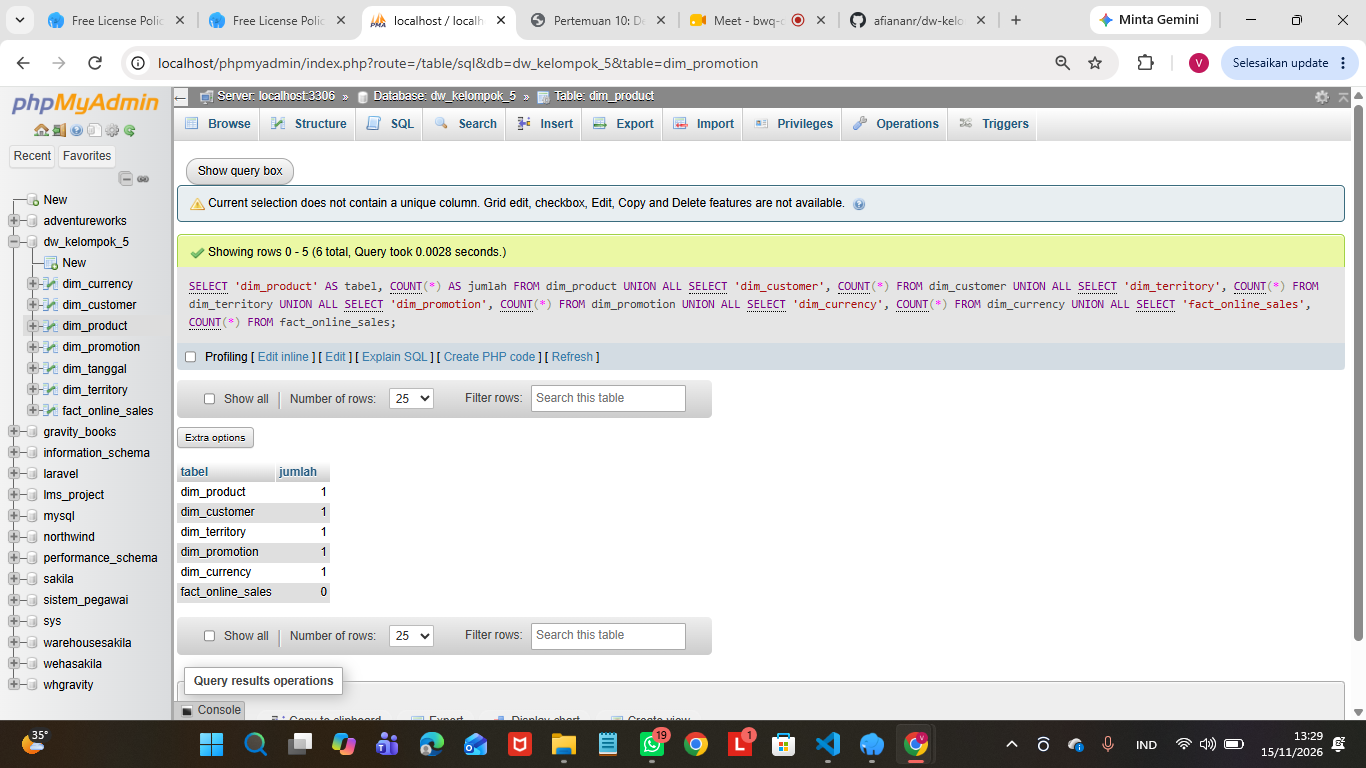 Free License Polic
Free License Polic
localhost / localh
Pertemuan 10: De
Meet - bwq-c
afianann/dw-kelo
Minta Gemini
localhost/phpmyadmin/index.php?route=/table/sql&db=dw_kelompok_5&table=dim_promotion
V
Selesaikan update
phpMyAdmin
Recent
Favorites
New
adventureworks
dw_kelompok_5
New
dim_currency
dim_customer
dim_product
dim_promotion
dim_tanggal
dim_territory
fact_online_sales
gravity_books
information_schema
laravel
lms_project
mysql
northwind
performance_schema
sakila
sistem_pegawai
sys
warehousesakila
wehasakila
whgravity
Server: localhost:3306 » Database: dw_kelompok_5 » Table: dim_product
Browse Structure SQL Search Insert Export Import Privileges Operations Triggers
Show query box
Current selection does not contain a unique column. Grid edit, checkbox, Edit, Copy and Delete features are not available.
Showing rows 0 - 5 (6 total, Query took 0.0028 seconds.)
SELECT 'dim_product' AS tabel, COUNT(*) AS jumlah FROM dim_product UNION ALL SELECT 'dim_customer', COUNT(*) FROM dim_customer UNION ALL SELECT 'dim_territory', COUNT(*) FROM
dim_territory UNION ALL SELECT 'dim_promotion', COUNT(*) FROM dim_promotion UNION ALL SELECT 'dim_currency', COUNT(*) FROM dim_currency UNION ALL SELECT 'fact_online_sales',
COUNT(*) FROM fact_online_sales;
Profiling [ Edit inline ] [ Edit ] [ Explain SQL ] [ Create PHP code ] [ Refresh ]
Show all Number of rows: 25 Filter rows: Search this table
Extra options
tabel jumlah
dim_product 1
dim_customer 1
dim_territory 1
dim_promotion 1
dim_currency 1
fact_online_sales 0
Show all Number of rows: 25 Filter rows: Search this table
Query results operations
Console
Copy to clipboard Export Display chart Create view
35°
19
1
IND
13:29
15/11/2026